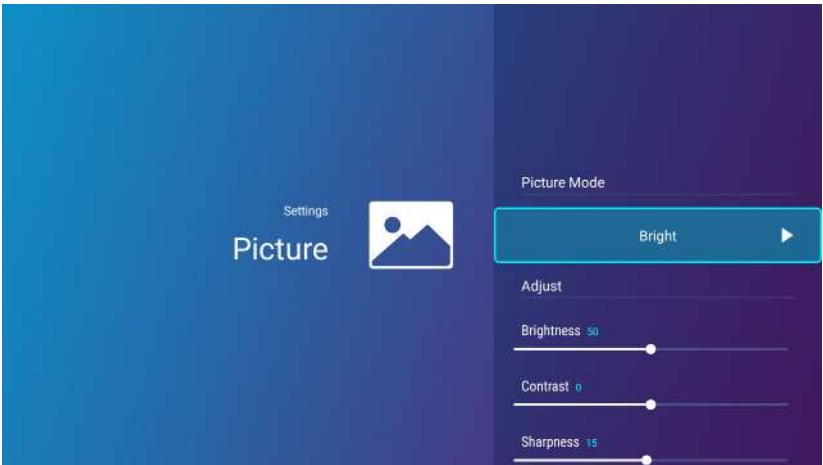 Settings
Picture
Picture Mode
Bright
Adjust
Brightness 50
Contrast 0
Sharpness 15